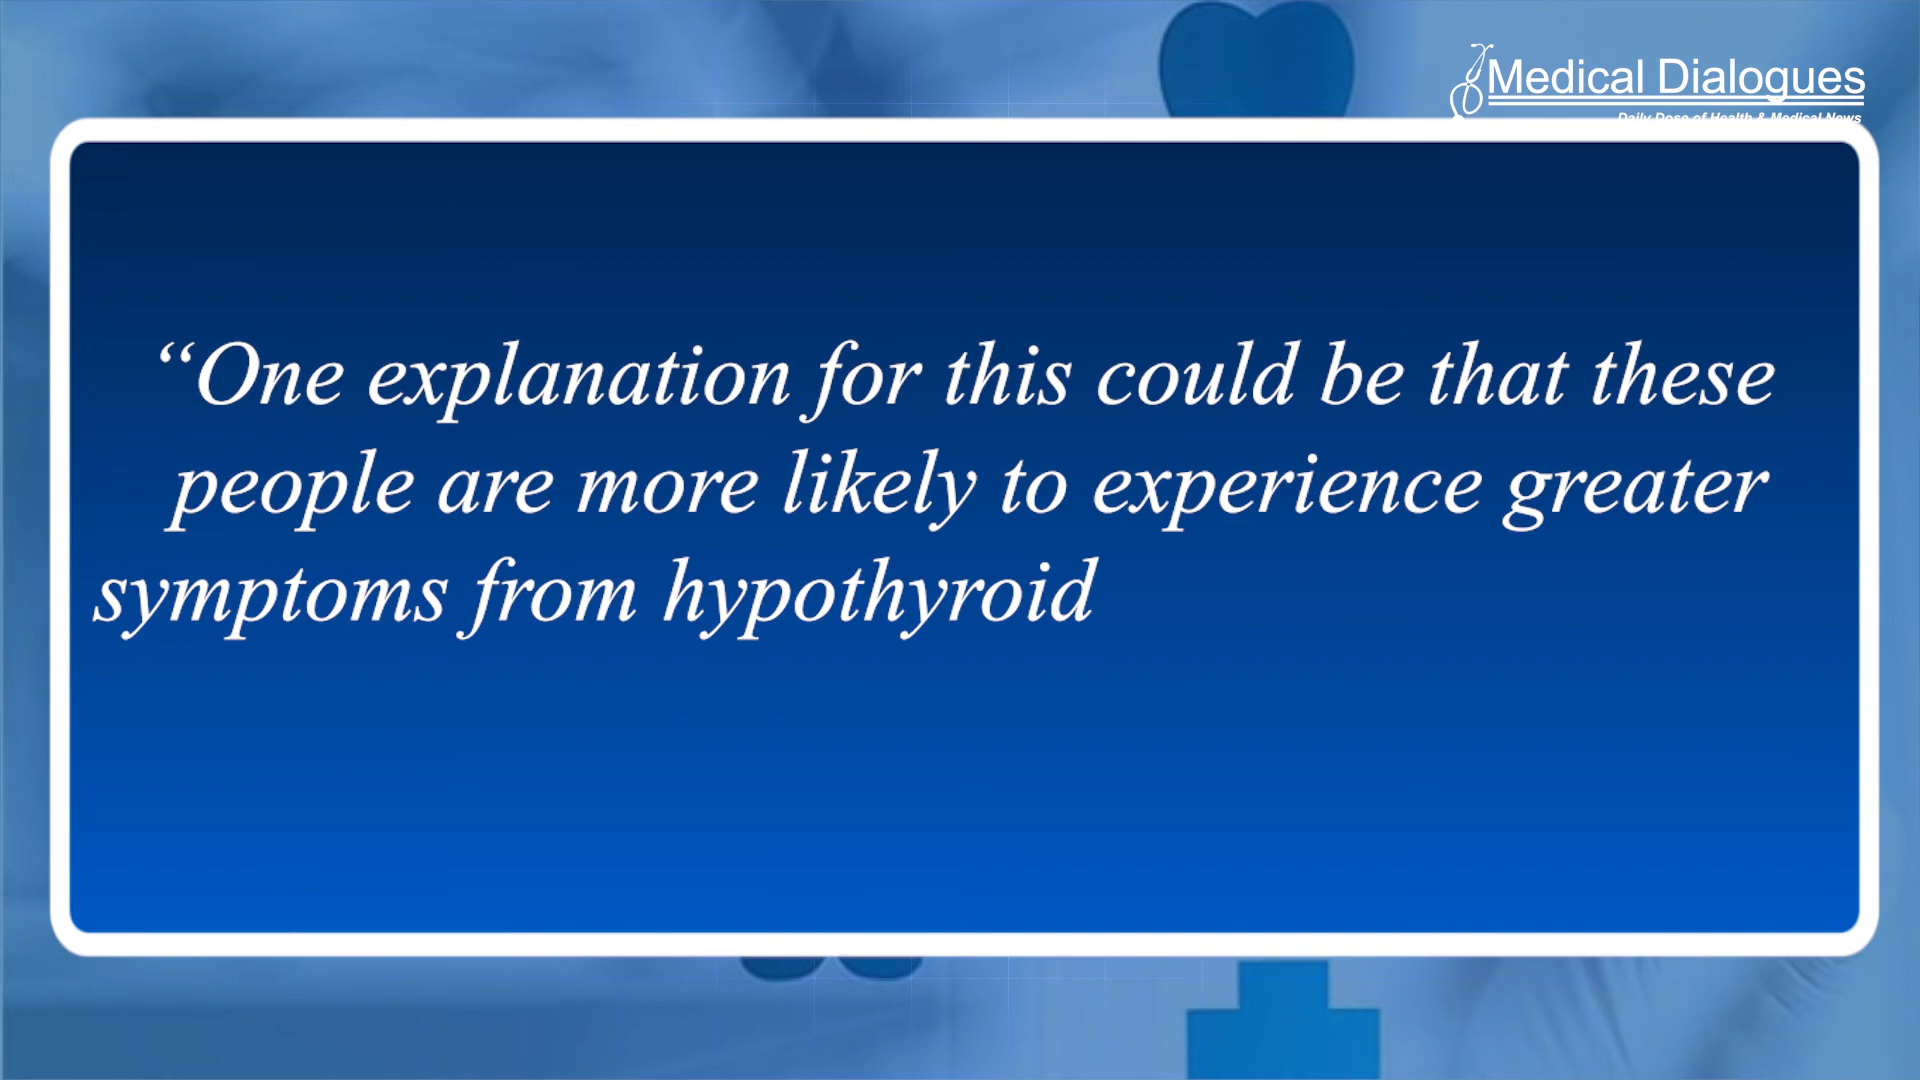 Medical Dialogues
Daily Dose of Health & Medical News
“One explanation for this could be that these
people are more likely to experience greater
symptoms from hypothyroid